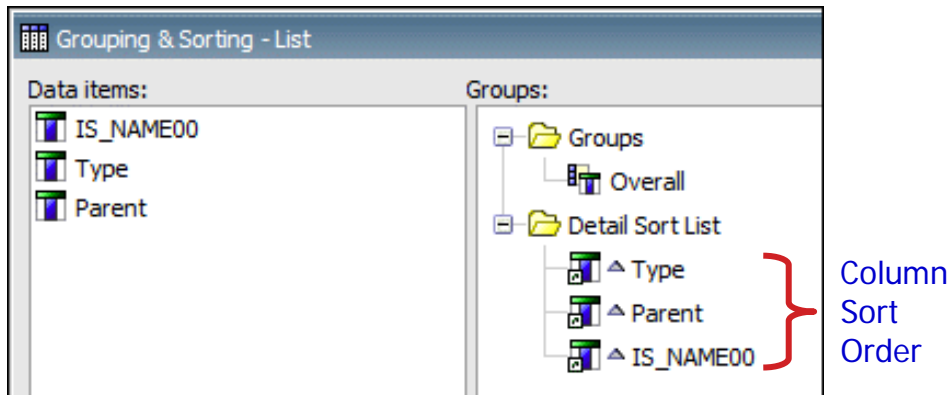 Grouping & Sorting - List
Data items:
IS_NAME00
Type
Parent
Groups:
Groups
Overall
Detail Sort List
Type
Parent
IS_NAME00
Column
Sort
Order